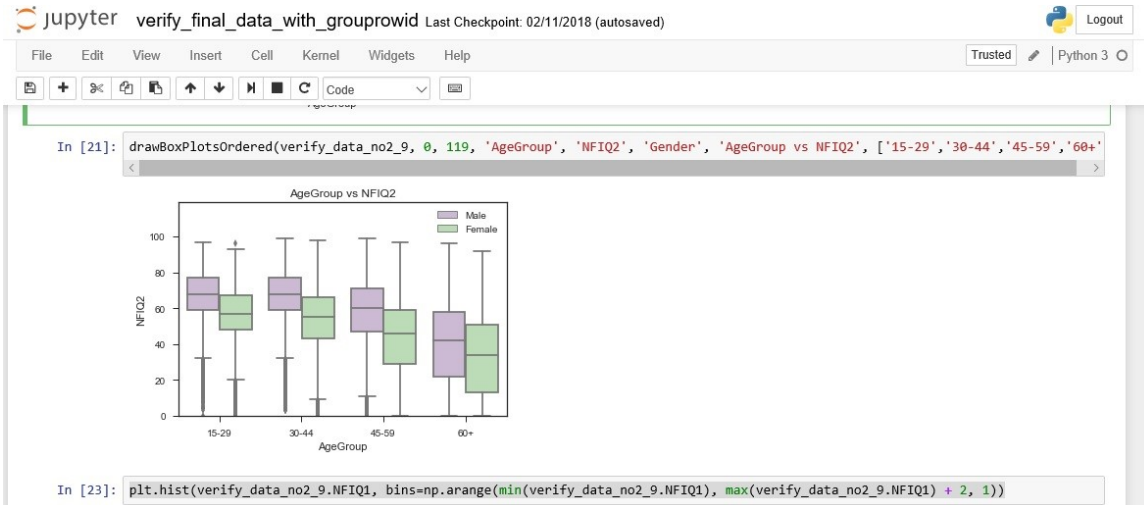 jupyter verify_final_data_with_grouprowid Last Checkpoint: 02/11/2018 (autosaved)
Logout
File Edit View Insert Cell Kernel Widgets Help
Trusted Python 3
Code
In [21]: drawBoxPlotsOrdered(verify_data_no2_9, 0, 119, 'AgeGroup', 'NFIQ2', 'Gender', 'AgeGroup vs NFIQ2', ['15-29','30-44','45-59','60+'
AgeGroup vs NFIQ2
Male
Female
100
80
60
40
20
0
NFIQ2
15-29 30-44 45-59 60+
AgeGroup
In [23]: plt.hist(verify_data_no2_9.NFIQ1, bins=np.arange(min(verify_data_no2_9.NFIQ1), max(verify_data_no2_9.NFIQ1) + 2, 1))